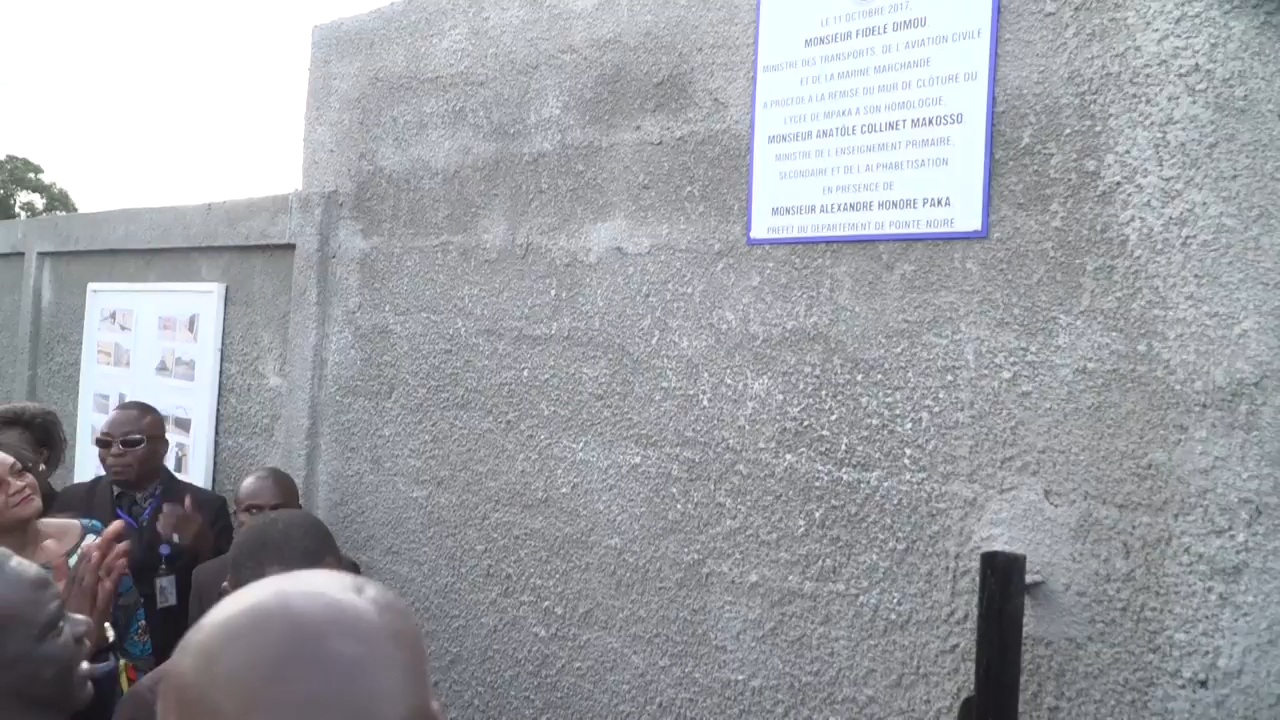 LE 11 OCTOBRE 2017,
MONSIEUR FIDELE DIMOU,
MINISTRE DES TRANSPORTS, DE L'AVIATION CIVILE
ET DE LA MARINE MARCHANDE
A PROCEDE A LA REMISE DU MUR DE CLÔTURE DU
LYCEE DE MPAKA A SON HOMOLOGUE,
MONSIEUR ANATÔLE COLLINET MAKOSSO,
MINISTRE DE L'ENSEIGNEMENT PRIMAIRE,
SECONDAIRE ET DE L'ALPHABETISATION
EN PRESENCE DE
MONSIEUR ALEXANDRE HONORE PAKA,
PREFET DU DEPARTEMENT DE POINTE-NOIRE